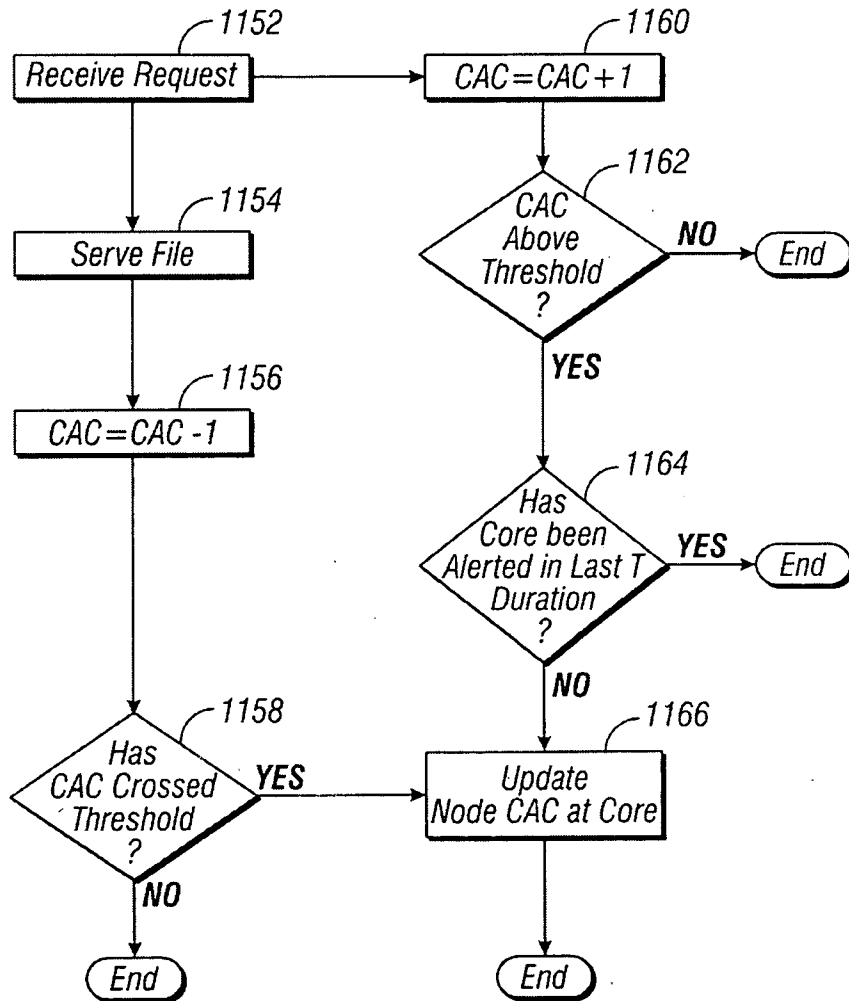 1152
Receive Request
1160
CAC=CAC+1
1162
CAC
Above
Threshold
?
NO
End
YES
1154
Serve File
1156
CAC=CAC -1
1164
Has
Core been
Alerted in Last T
Duration
?
YES
End
NO
1158
Has
CAC Crossed
Threshold
?
YES
NO
End
1166
Update
Node CAC at Core
End